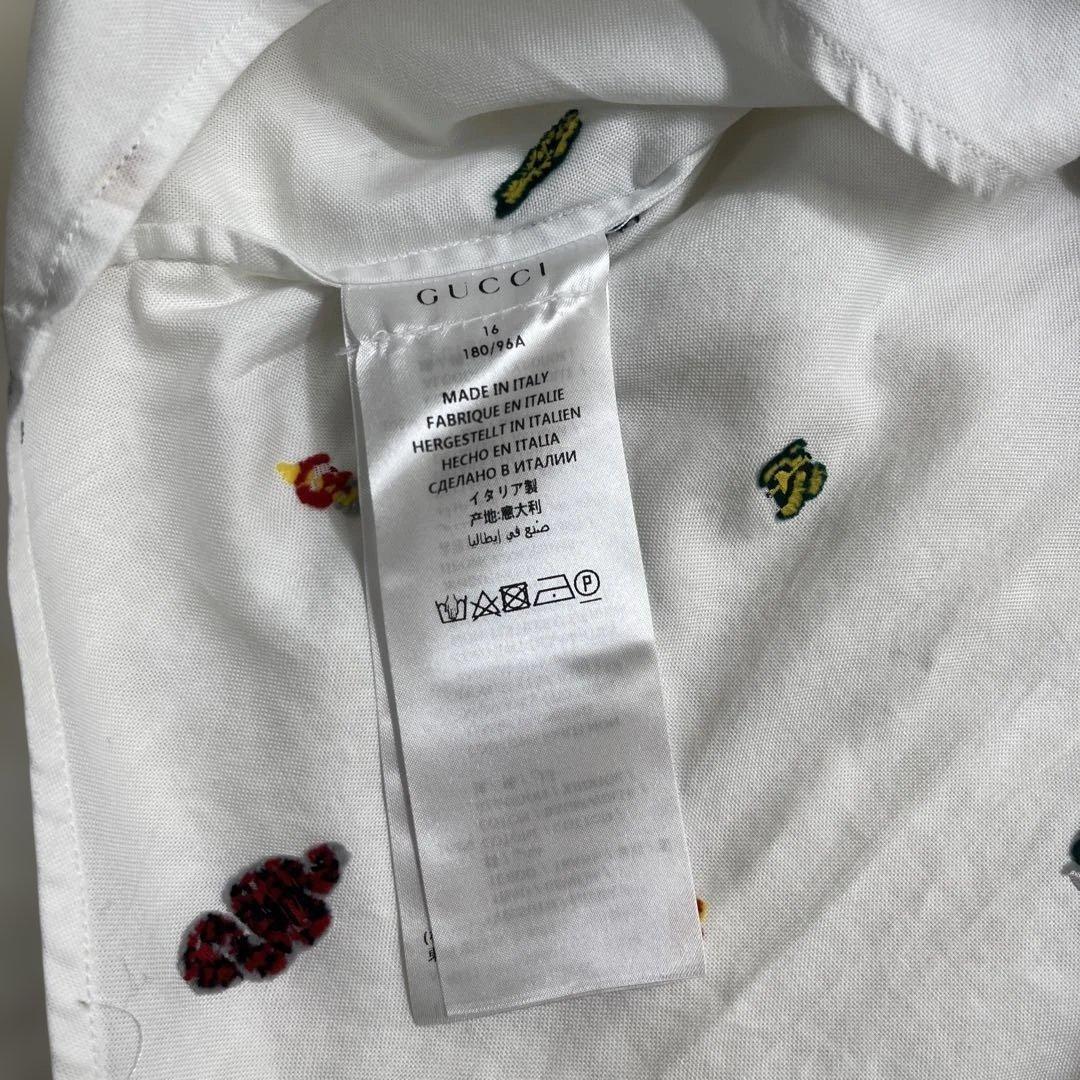 GUCCI
16
180/96A
MADE IN ITALY
FABRIQUE EN ITALIE
HERGESTELLT IN ITALIEN
HECHO EN ITALIA
СДЕЛАНО В ИТАЛИИ
イタリア製
产地:意大利
صنع في إيطاليا
P